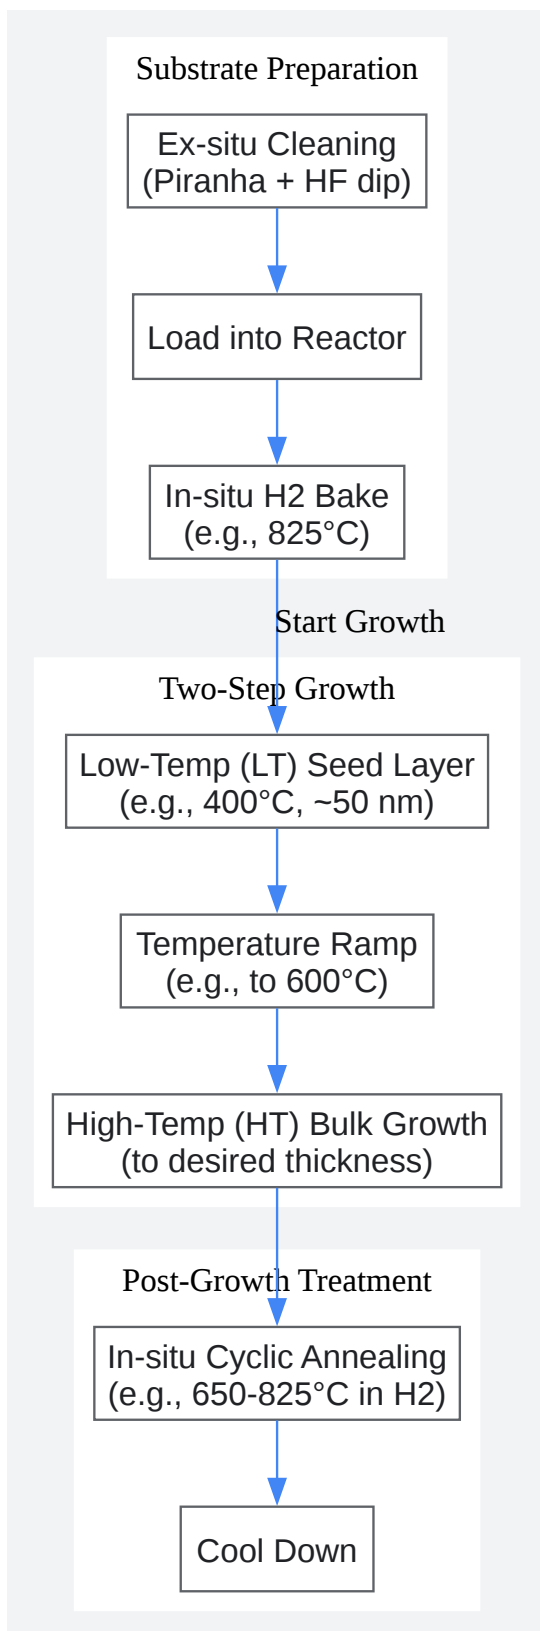 Substrate Preparation
Ex-situ Cleaning
(Piranha + HF dip)
Load into Reactor
In-situ H2 Bake
(e.g., 825°C)
Start Growth
Two-Step Growth
Low-Temp (LT) Seed Layer
(e.g., 400°C, ~50 nm)
Temperature Ramp
(e.g., to 600°C)
High-Temp (HT) Bulk Growth
(to desired thickness)
Post-Growth Treatment
In-situ Cyclic Annealing
(e.g., 650-825°C in H2)
Cool Down